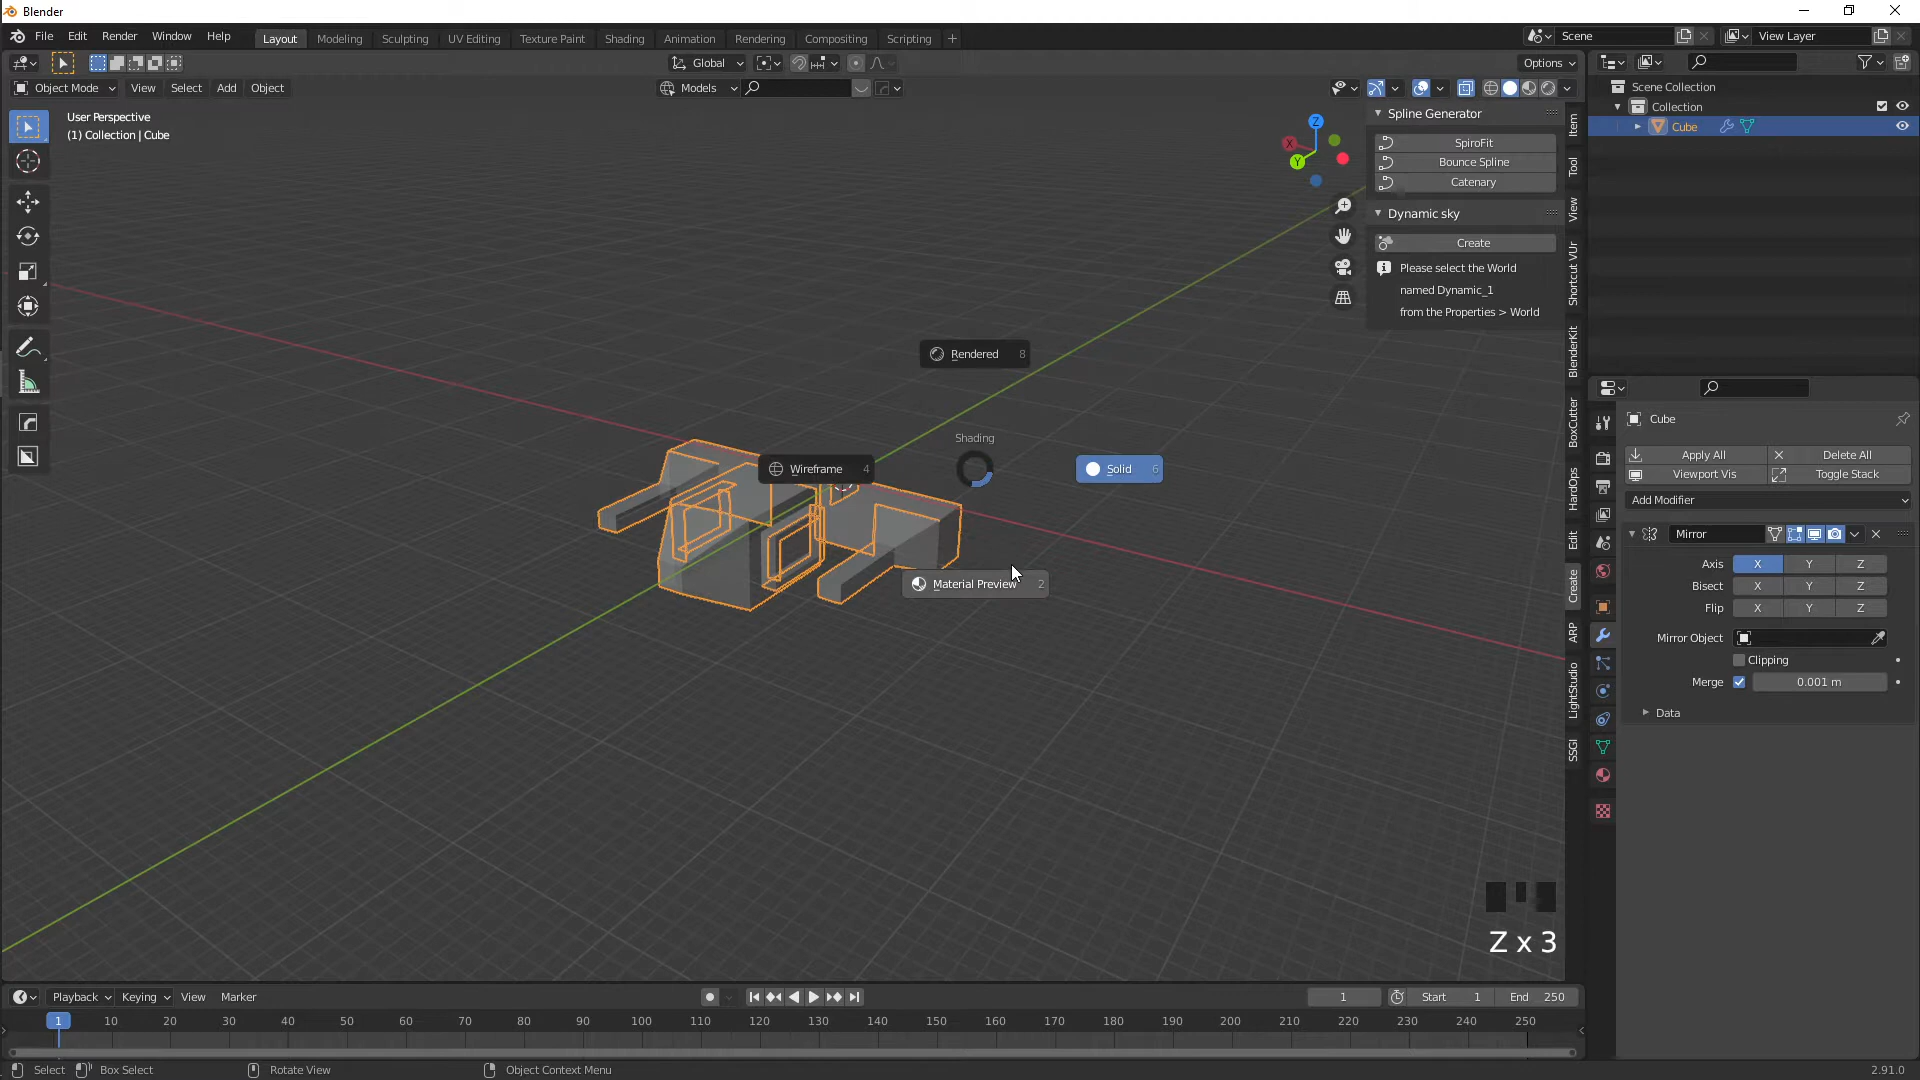 Blender
File Edit Render Window Help
Layout Modeling Sculpting UV Editing Texture Paint Shading Animation Rendering Compositing Scripting +
Scene
View Layer
Global
Options
Object Mode View Select Add Object
Models
User Perspective
(1) Collection | Cube
Z
X
Y
Spline Generator
SpiroFit
Bounce Spline
Catenary
Dynamic sky
Create
Please select the World
named Dynamic_1
from the Properties > World
Item
Tool
View
Shortcut VUr
BlenderKit
BoxCutter
HardOps
Edit
Create
ARP
LightStudio
SSGI
Scene Collection
Collection
Cube
Rendered 8
Shading
Wireframe 4
Solid 6
Material Preview 2
Cube
Apply All
Delete All
Viewport Vis
Toggle Stack
Add Modifier
Mirror
Axis X Y Z
Bisect X Y Z
Flip X Y Z
Mirror Object
Clipping
Merge 0.001 m
Data
Z x 3
Playback Keying View Marker
1
Start 1
End 250
1 10 20 30 40 50 60 70 80 90 100 110 120 130 140 150 160 170 180 190 200 210 220 230 240 250
Select
Box Select
Rotate View
Object Context Menu
2.91.0